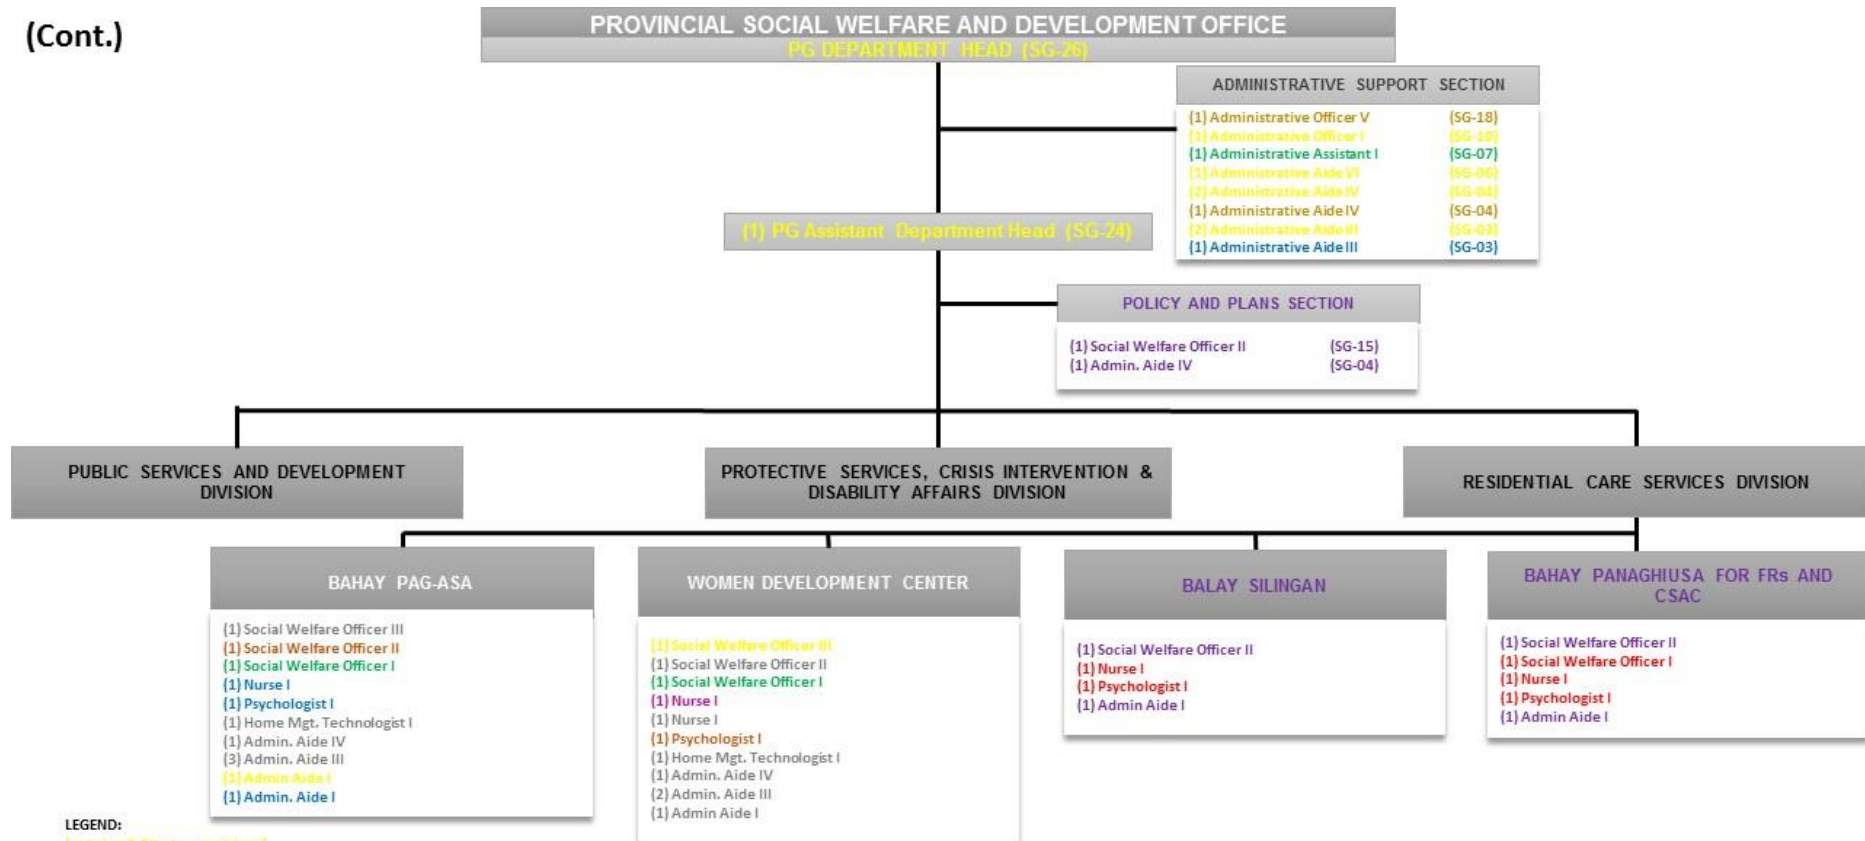 (Cont.)
PROVINCIAL SOCIAL WELFARE AND DEVELOPMENT OFFICE
PG DEPARTMENT HEAD (SG-26)
ADMINISTRATIVE SUPPORT SECTION
(1) Administrative Officer V (SG-18)
(1) Administrative Officer I (SG-10)
(1) Administrative Assistant I (SG-07)
(1) Administrative Aide VI (SG-06)
(2) Administrative Aide IV (SG-04)
(1) Administrative Aide IV (SG-04)
(2) Administrative Aide III (SG-03)
(1) Administrative Aide III (SG-03)
(1) PG Assistant Department Head (SG-24)
POLICY AND PLANS SECTION
(1) Social Welfare Officer II (SG-15)
(1) Admin. Aide IV (SG-04)
PUBLIC SERVICES AND DEVELOPMENT
DIVISION
PROTECTIVE SERVICES, CRISIS INTERVENTION &
DISABILITY AFFAIRS DIVISION
RESIDENTIAL CARE SERVICES DIVISION
BAHAY PAG-ASA
(1) Social Welfare Officer III
(1) Social Welfare Officer II
(1) Social Welfare Officer I
(1) Nurse I
(1) Psychologist I
(1) Home Mgt. Technologist I
(1) Admin. Aide IV
(3) Admin. Aide III
(1) Admin Aide I
(1) Admin. Aide I
WOMEN DEVELOPMENT CENTER
(1) Social Welfare Officer III
(1) Social Welfare Officer II
(1) Social Welfare Officer I
(1) Nurse I
(1) Nurse I
(1) Psychologist I
(1) Home Mgt. Technologist I
(1) Admin. Aide IV
(2) Admin. Aide III
(1) Admin Aide I
BALAY SILINGAN
(1) Social Welfare Officer II
(1) Nurse I
(1) Psychologist I
(1) Admin Aide I
BAHAY PANAGHIUSA FOR FRs AND
CSAC
(1) Social Welfare Officer II
(1) Social Welfare Officer I
(1) Nurse I
(1) Psychologist I
(1) Admin Aide I
LEGEND: